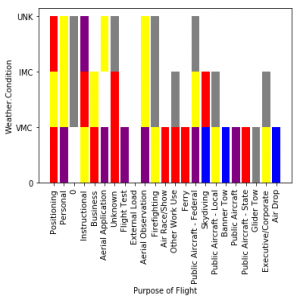 UNK
IMC
VMC
0
Weather Condition
Positioning
Personal
0
Instructional
Business
Aerial Application
Unknown
Flight Test
External Load
Aerial Observation
Firefighting
Air Race/Show
Other Work Use
Ferry
Public Aircraft - Federal
Skydiving
Public Aircraft - Local
Banner Tow
Public Aircraft
Public Aircraft - State
Glider Tow
Executive/Corporate
Air Drop
Purpose of Flight